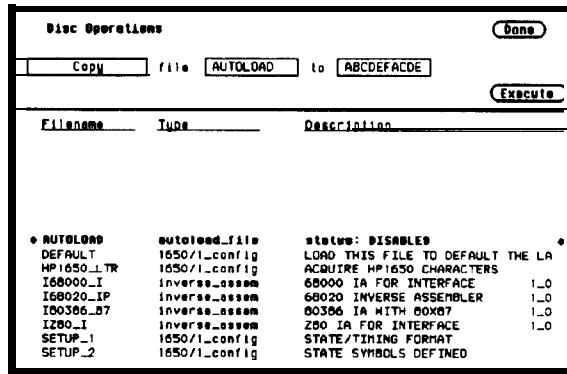 Disc Operations Done
Copy file AUTOLOAD to ABCDEFACDE
Execute
Filename Type Description
AUTOLOAD autoload_file status: DISABLED
DEFAULT 1650/1_config LOAD THIS FILE TO DEFAULT THE LA
HP1650_LTR 1650/1_config ACQUIRE HP1650 CHARACTERS
I68000_I inverse_assem 68000 IA FOR INTERFACE 1_0
I68020_IP inverse_assem 68020 INVERSE ASSEMBLER 1_0
I80386_87 inverse_assem 80386 IA WITH 80X87 1_0
IZ80_I inverse_assem Z80 IA FOR INTERFACE 1_0
SETUP_1 1650/1_config STATE/TIMING FORMAT
SETUP_2 1650/1_config STATE SYMBOLS DEFINED